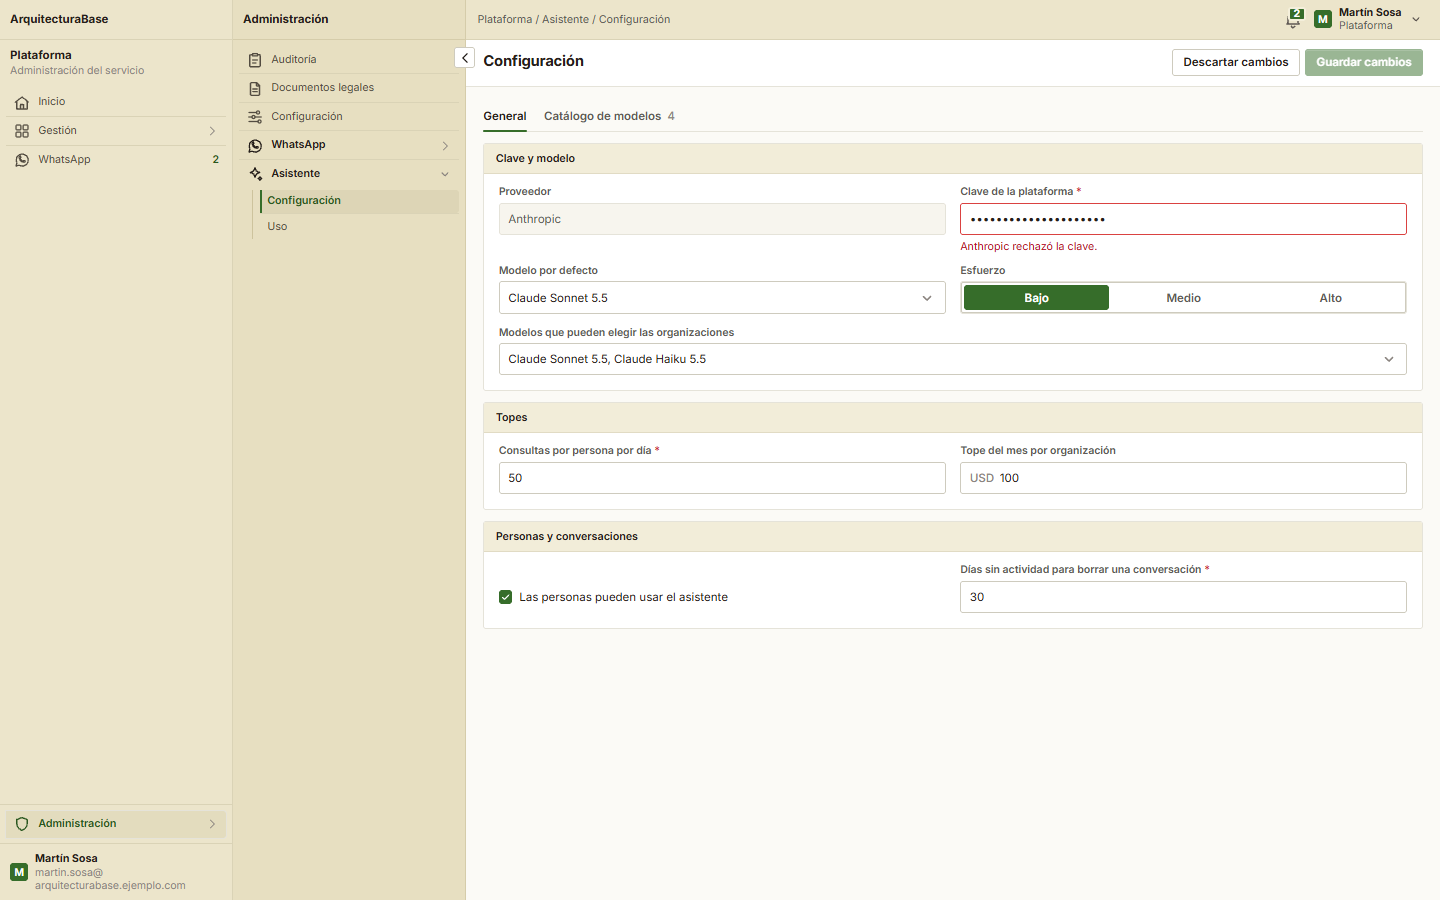 ArquitecturaBase
Plataforma
Administración del servicio
Inicio
Gestión
WhatsApp 2
Administración
Martín Sosa
martin.sosa@
arquitecturabase.ejemplo.com
M
Administración
Auditoría
Documentos legales
Configuración
WhatsApp
Asistente
Configuración
Uso
Plataforma / Asistente / Configuración
2
M
Martín Sosa
Plataforma
Configuración
Descartar cambios
Guardar cambios
General
Catálogo de modelos 4
Clave y modelo
Proveedor
Anthropic
Clave de la plataforma *
•••••••••••••••••••••
Anthropic rechazó la clave.
Modelo por defecto
Claude Sonnet 5.5
Esfuerzo
Bajo Medio Alto
Modelos que pueden elegir las organizaciones
Claude Sonnet 5.5, Claude Haiku 5.5
Topes
Consultas por persona por día *
50
Tope del mes por organización
USD 100
Personas y conversaciones
Las personas pueden usar el asistente
Días sin actividad para borrar una conversación *
30